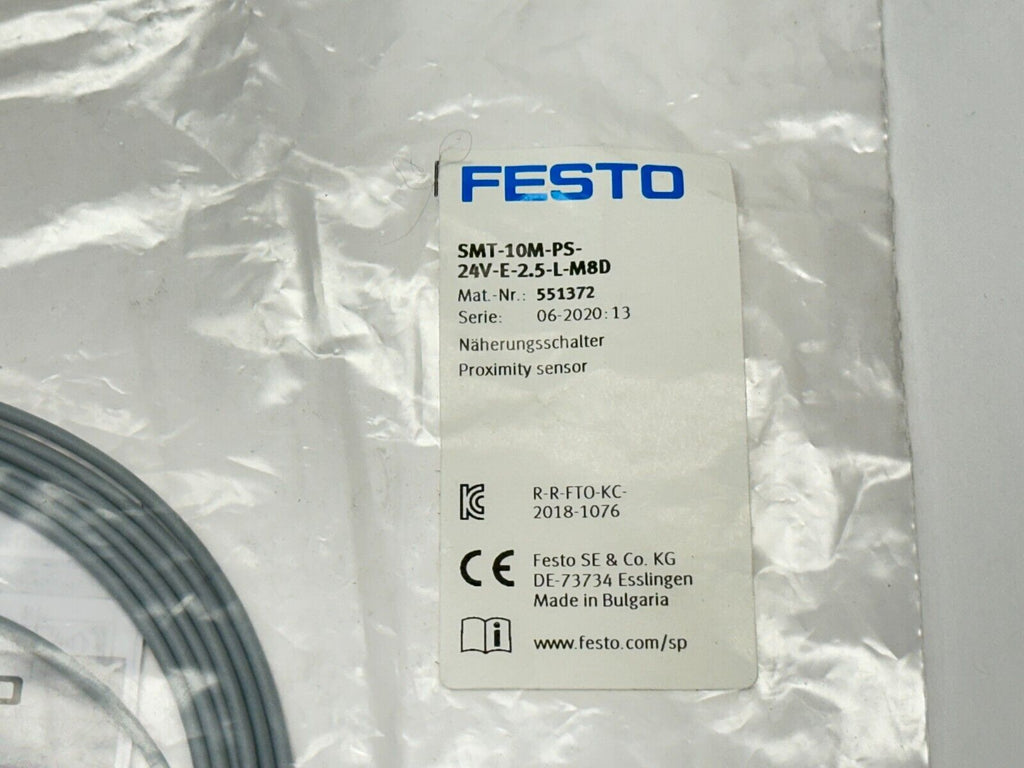 FESTO
SMT-10M-PS-
24V-E-2.5-L-M8D
Mat.-Nr.: 551372
Serie: 06-2020:13
Näherungsschalter
Proximity sensor
R-R-FTO-KC-
2018-1076
CE Festo SE & Co. KG
DE-73734 Esslingen
Made in Bulgaria
www.festo.com/sp